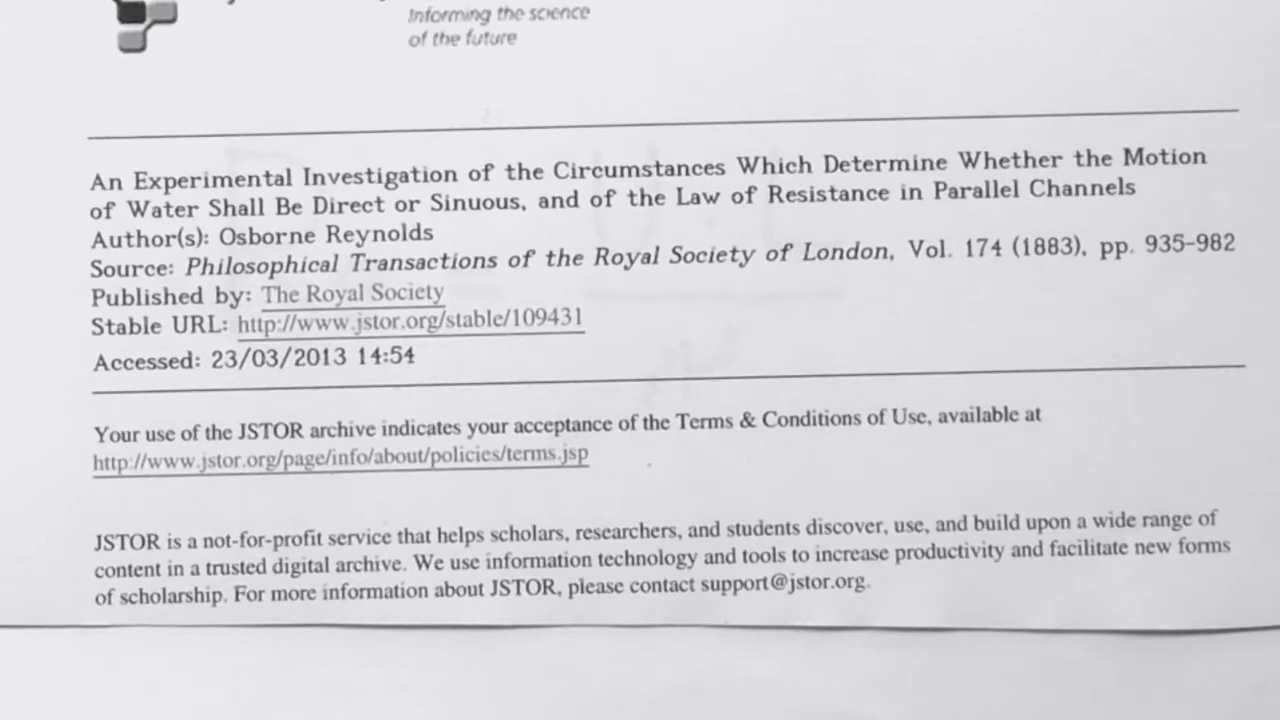 Informing the science
of the future
An Experimental Investigation of the Circumstances Which Determine Whether the Motion
of Water Shall Be Direct or Sinuous, and of the Law of Resistance in Parallel Channels
Author(s): Osborne Reynolds
Source: Philosophical Transactions of the Royal Society of London, Vol. 174 (1883), pp. 935-982
Published by: The Royal Society
Stable URL: http://www.jstor.org/stable/109431
Accessed: 23/03/2013 14:54
Your use of the JSTOR archive indicates your acceptance of the Terms & Conditions of Use, available at
http://www.jstor.org/page/info/about/policies/terms.jsp
JSTOR is a not-for-profit service that helps scholars, researchers, and students discover, use, and build upon a wide range of
content in a trusted digital archive. We use information technology and tools to increase productivity and facilitate new forms
of scholarship. For more information about JSTOR, please contact support@jstor.org.